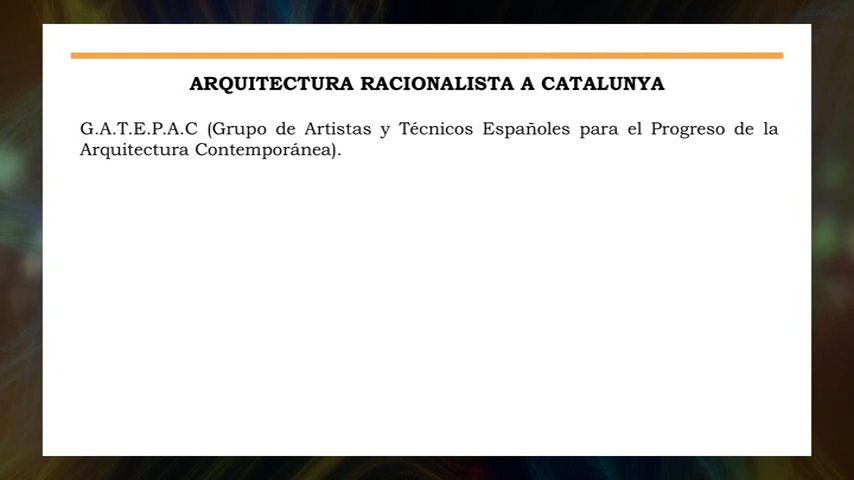 ARQUITECTURA RACIONALISTA A CATALUNYA
G.A.T.E.P.A.C (Grupo de Artistas y Técnicos Españoles para el Progreso de la
Arquitectura Contemporánea).